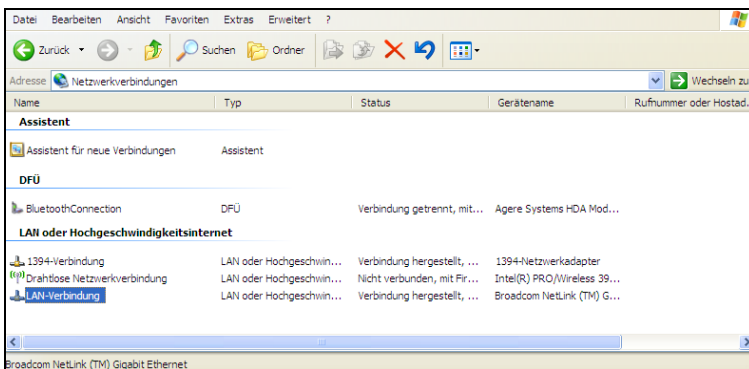 Datei Bearbeiten Ansicht Favoriten Extras Erweitert ?
Zurück Suchen Ordner
Adresse Netzwerkverbindungen Wechseln zu
Name Typ Status Gerätename Rufnummer oder Hostad.
Assistent
Assistent für neue Verbindungen Assistent
DFÜ
BluetoothConnection DFÜ Verbindung getrennt, mit... Agere Systems HDA Mod...
LAN oder Hochgeschwindigkeitsinternet
1394-Verbindung LAN oder Hochgeschwin... Verbindung hergestellt, ... 1394-Netzwerkadapter
Drahtlose Netzwerkverbindung LAN oder Hochgeschwin... Nicht verbunden, mit Fir... Intel(R) PRO/Wireless 39...
LAN-Verbindung LAN oder Hochgeschwin... Verbindung hergestellt, ... Broadcom NetLink (TM) G...
Broadcom NetLink (TM) Gigabit Ethernet